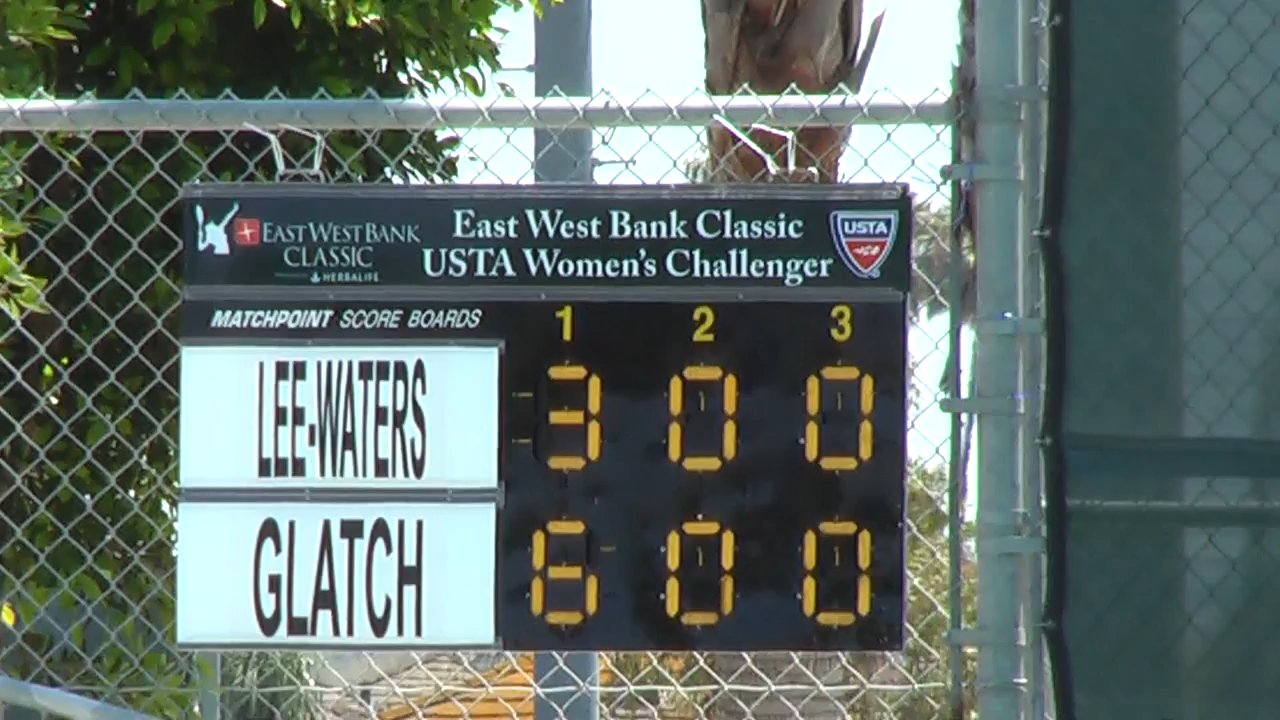 EAST WEST BANK
CLASSIC
HERBALIFE
East West Bank Classic
USTA Women's Challenger
USTA
MATCHPOINT SCORE BOARDS 1 2 3
LEE-WATERS 3 0 0
GLATCH 6 0 0